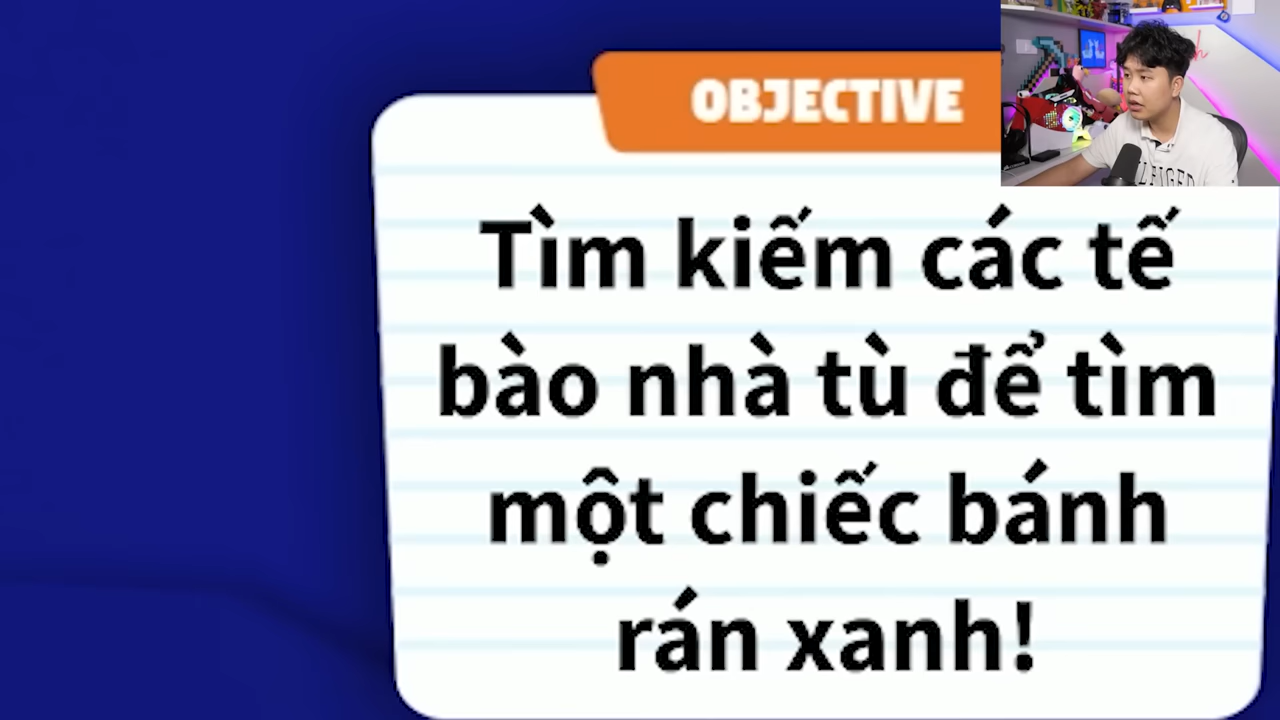 OBJECTIVE
Tìm kiếm các tế
bào nhà tù để tìm
một chiếc bánh
rán xanh!